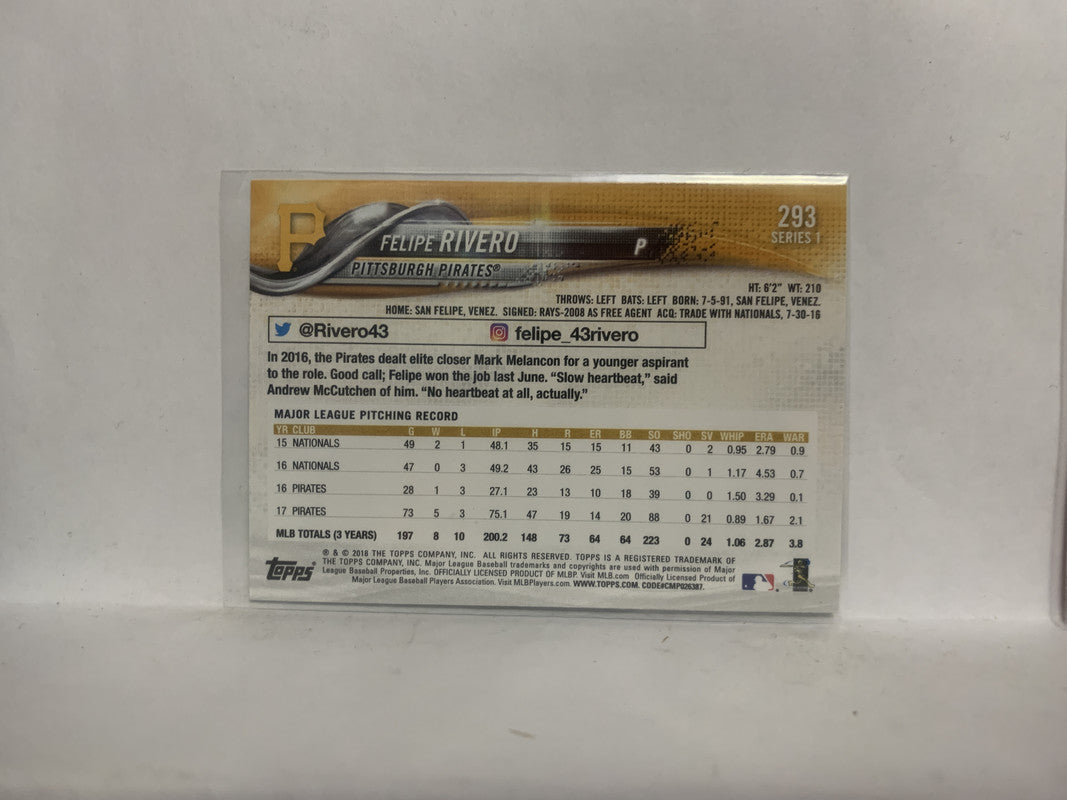 P
293
SERIES 1
FELIPE RIVERO P
PITTSBURGH PIRATES®
HT: 6'2" WT: 210
THROWS: LEFT BATS: LEFT BORN: 7-5-91, SAN FELIPE, VENEZ.
HOME: SAN FELIPE, VENEZ. SIGNED: RAYS-2008 AS FREE AGENT ACQ: TRADE WITH NATIONALS, 7-30-16
@Rivero43 felipe_43rivero
In 2016, the Pirates dealt elite closer Mark Melancon for a younger aspirant
to the role. Good call; Felipe won the job last June. “Slow heartbeat,” said
Andrew McCutchen of him. “No heartbeat at all, actually.”
MAJOR LEAGUE PITCHING RECORD
YR CLUB G W L IP H R ER BB SO SHO SV WHIP ERA WAR
15 NATIONALS 49 2 1 48.1 35 15 15 11 43 0 2 0.95 2.79 0.9
16 NATIONALS 47 0 3 49.2 43 26 25 15 53 0 1 1.17 4.53 0.7
16 PIRATES 28 1 3 27.1 23 13 10 18 39 0 0 1.50 3.29 0.1
17 PIRATES 73 5 3 75.1 47 19 14 20 88 0 21 0.89 1.67 2.1
MLB TOTALS (3 YEARS) 197 8 10 200.2 148 73 64 64 223 0 24 1.06 2.87 3.8
® & © 2018 THE TOPPS COMPANY, INC. ALL RIGHTS RESERVED. TOPPS IS A REGISTERED TRADEMARK OF
THE TOPPS COMPANY, INC. Major League Baseball trademarks and copyrights are used with permission of Major
League Baseball Properties, Inc. OFFICIALLY LICENSED PRODUCT OF MLBP. Visit MLB.com Officially Licensed Product of
Major League Baseball Players Association. Visit MLBPlayers.com. WWW.TOPPS.COM. CODE#CMP026387.
Topps®